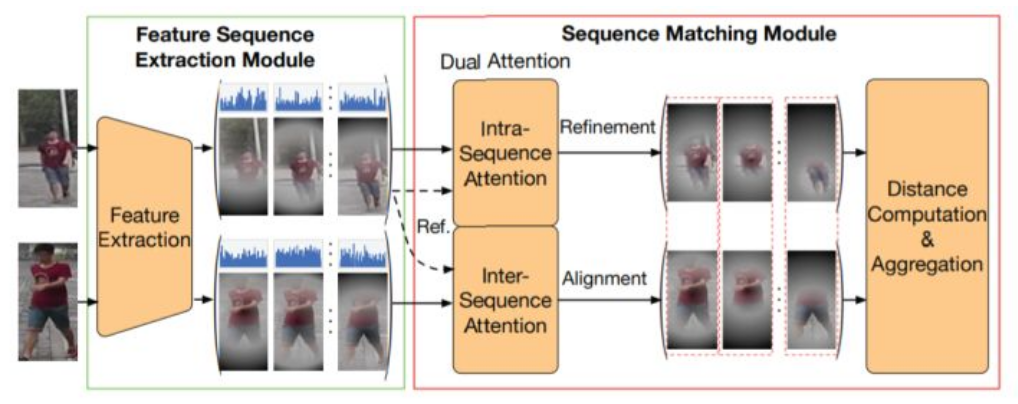 Feature Sequence
Extraction Module
Sequence Matching Module
Dual Attention
Feature
Extraction
Intra-
Sequence
Attention
Refinement
Ref.
Inter-
Sequence
Attention
Alignment
Distance
Computation
&
Aggregation